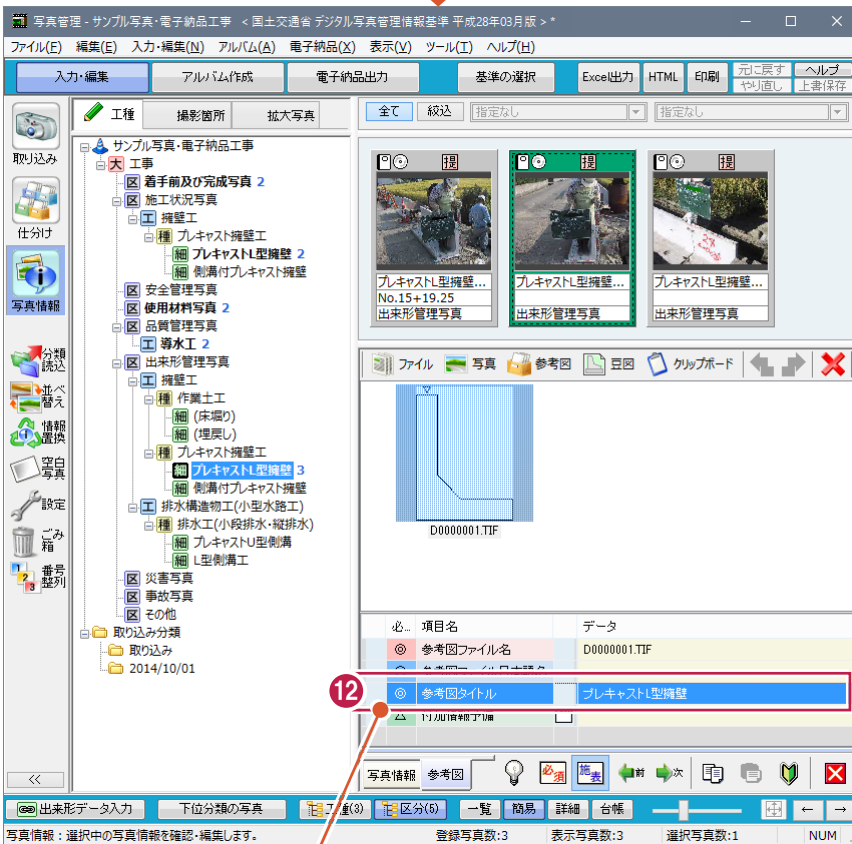 写真管理 - サンプル写真・電子納品工事 < 国土交通省 デジタル写真管理情報基準 平成28年03月版 > *
ファイル(F) 編集(E) 入力・編集(N) アルバム(A) 電子納品(X) 表示(V) ツール(T) ヘルプ(H)
入力・編集 アルバム作成 電子納品出力 基準の選択 Excel出力 HTML 印刷 元に戻す ヘルプ
やり直し 上書保存
取り込み
仕分け
写真情報
分類
読込
並べ
替え
情報
置換
空白
写真
設定
ごみ
箱
番号
整列
<<
工種 撮影箇所 拡大写真
サンプル写真・電子納品工事
大 工事
区 着手前及び完成写真 2
区 施工状況写真
工 擁壁工
種 プレキャスト擁壁工
細 プレキャストL型擁壁 2
細 側溝付プレキャスト擁壁
区 安全管理写真
区 使用材料写真 2
区 品質管理写真
工 導水工 2
区 出来形管理写真
工 擁壁工
種 作業土工
細 (床堀り)
細 (埋戻し)
種 プレキャスト擁壁工
細 プレキャストL型擁壁 3
細 側溝付プレキャスト擁壁
工 排水構造物工(小型水路工)
種 排水工(小段排水・縦排水)
細 プレキャストU型側溝
細 L型側溝工
区 災害写真
区 事故写真
区 その他
取り込み分類
取り込み
2014/10/01
全て 絞込 指定なし 指定なし
提 提 提
プレキャストL型擁壁... プレキャストL型擁壁... プレキャストL型擁壁...
No.15+19.25
出来形管理写真 出来形管理写真 出来形管理写真
ファイル 写真 参考図 豆図 クリップボード
D0000001.TIF
必... 項目名 データ
◎ 参考図ファイル名 D0000001.TIF
12
◎ 参考図タイトル プレキャストL型擁壁
△ 付加情報予備
写真情報 参考図 必須 施表 前 次
出来形データ入力 下位分類の写真 工種(3) 区分(5) 一覧 簡易 詳細 台帳
写真情報:選択中の写真情報を確認・編集します。 登録写真数:3 表示写真数:3 選択写真数:1 NUM